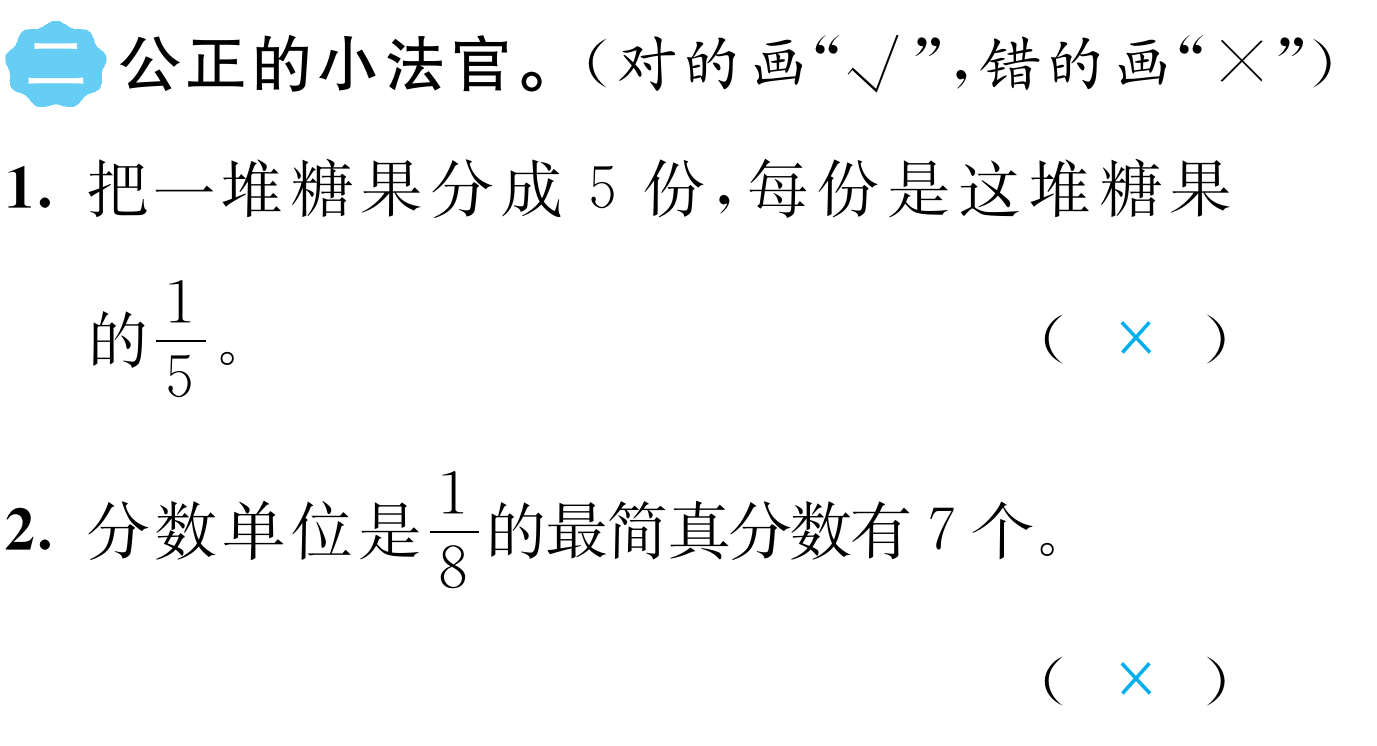 二 公正的小法官。(对的画“√”,错的画“×”)
1. 把一堆糖果分成 5 份,每份是这堆糖果
的1/5。 ( × )
2. 分数单位是1/8的最简真分数有 7 个。
( × )